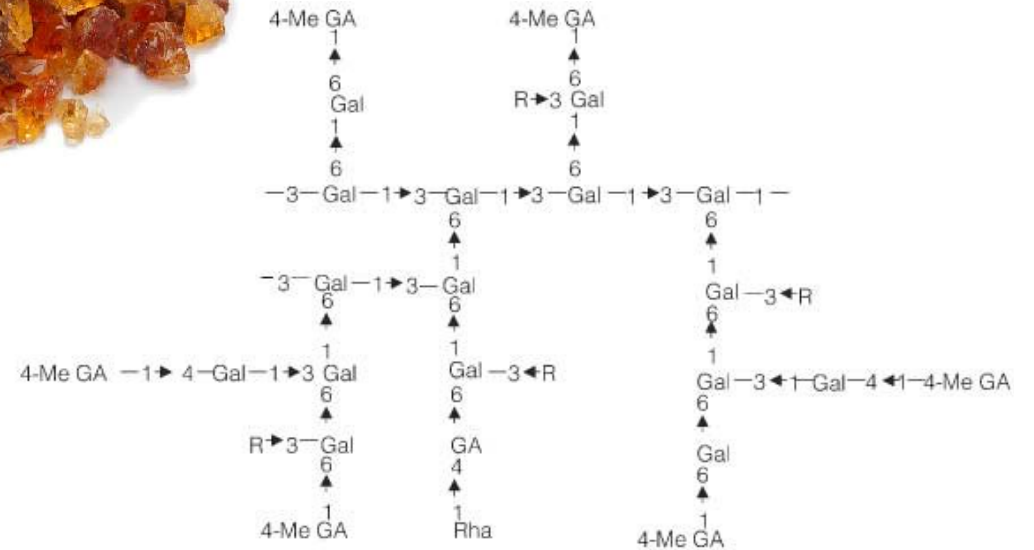 4-Me GA 4-Me GA
1 1
6 6
Gal R→3 Gal
1 1
6 6
—3—Gal—1→3—Gal—1→3—Gal—1→3—Gal—1—
6 6
1 1
—3—Gal—1→3—Gal Gal—3←R
6 6 6
1 1 1
4-Me GA —1→ 4—Gal—1→3 Gal Gal—3←R Gal—3←1—Gal—4←1—4-Me GA
6 6 6
R→3—Gal GA Gal
6 4 6
1 1 1
4-Me GA Rha 4-Me GA